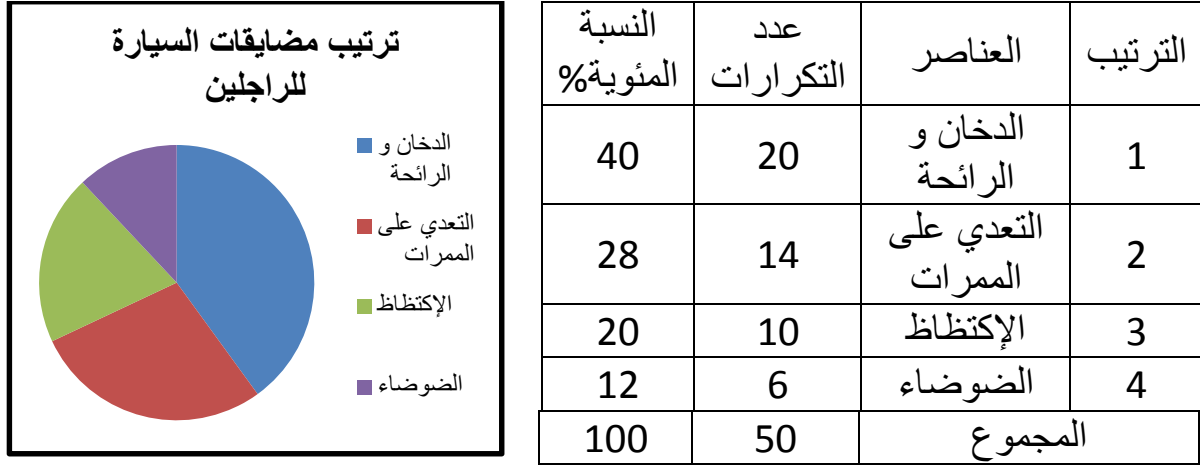 ترتيب مضايقات السيارة
للراجلين
الدخان و
الرائحة
التعدي على
الممرات
الإكتظاظ
الضوضاء
الترتيب
العناصر
عدد
التكرارات
النسبة
المئوية%
1
الدخان و
الرائحة
20
40
2
التعدي على
الممرات
14
28
3
الإكتظاظ
10
20
4
الضوضاء
6
12
المجموع
50
100